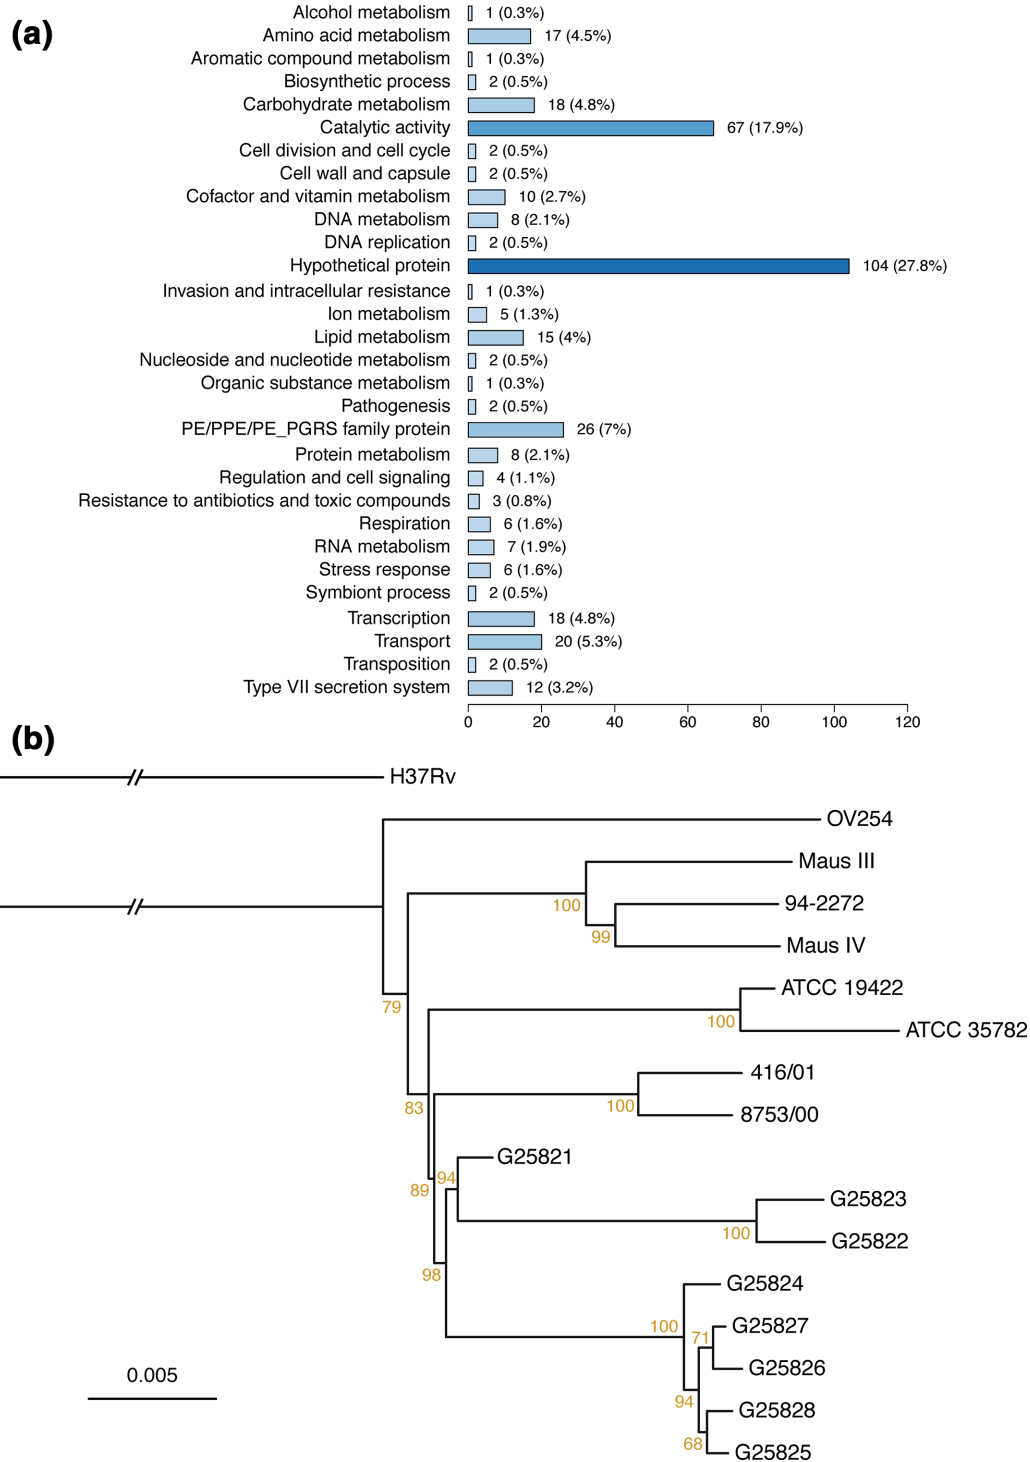 (a)
Alcohol metabolism 1 (0.3%)
Amino acid metabolism 17 (4.5%)
Aromatic compound metabolism 1 (0.3%)
Biosynthetic process 2 (0.5%)
Carbohydrate metabolism 18 (4.8%)
Catalytic activity 67 (17.9%)
Cell division and cell cycle 2 (0.5%)
Cell wall and capsule 2 (0.5%)
Cofactor and vitamin metabolism 10 (2.7%)
DNA metabolism 8 (2.1%)
DNA replication 2 (0.5%)
Hypothetical protein 104 (27.8%)
Invasion and intracellular resistance 1 (0.3%)
Ion metabolism 5 (1.3%)
Lipid metabolism 15 (4%)
Nucleoside and nucleotide metabolism 2 (0.5%)
Organic substance metabolism 1 (0.3%)
Pathogenesis 2 (0.5%)
PE/PPE/PE_PGRS family protein 26 (7%)
Protein metabolism 8 (2.1%)
Regulation and cell signaling 4 (1.1%)
Resistance to antibiotics and toxic compounds 3 (0.8%)
Respiration 6 (1.6%)
RNA metabolism 7 (1.9%)
Stress response 6 (1.6%)
Symbiont process 2 (0.5%)
Transcription 18 (4.8%)
Transport 20 (5.3%)
Transposition 2 (0.5%)
Type VII secretion system 12 (3.2%)
0 20 40 60 80 100 120
(b)
H37Rv
OV254
Maus III
94-2272
100
99
Maus IV
ATCC 19422
79
100
ATCC 35782
416/01
83
100
8753/00
G25821
94
89
G25823
100
G25822
98
G25824
100
71
G25827
G25826
0.005
94
G25828
68
G25825